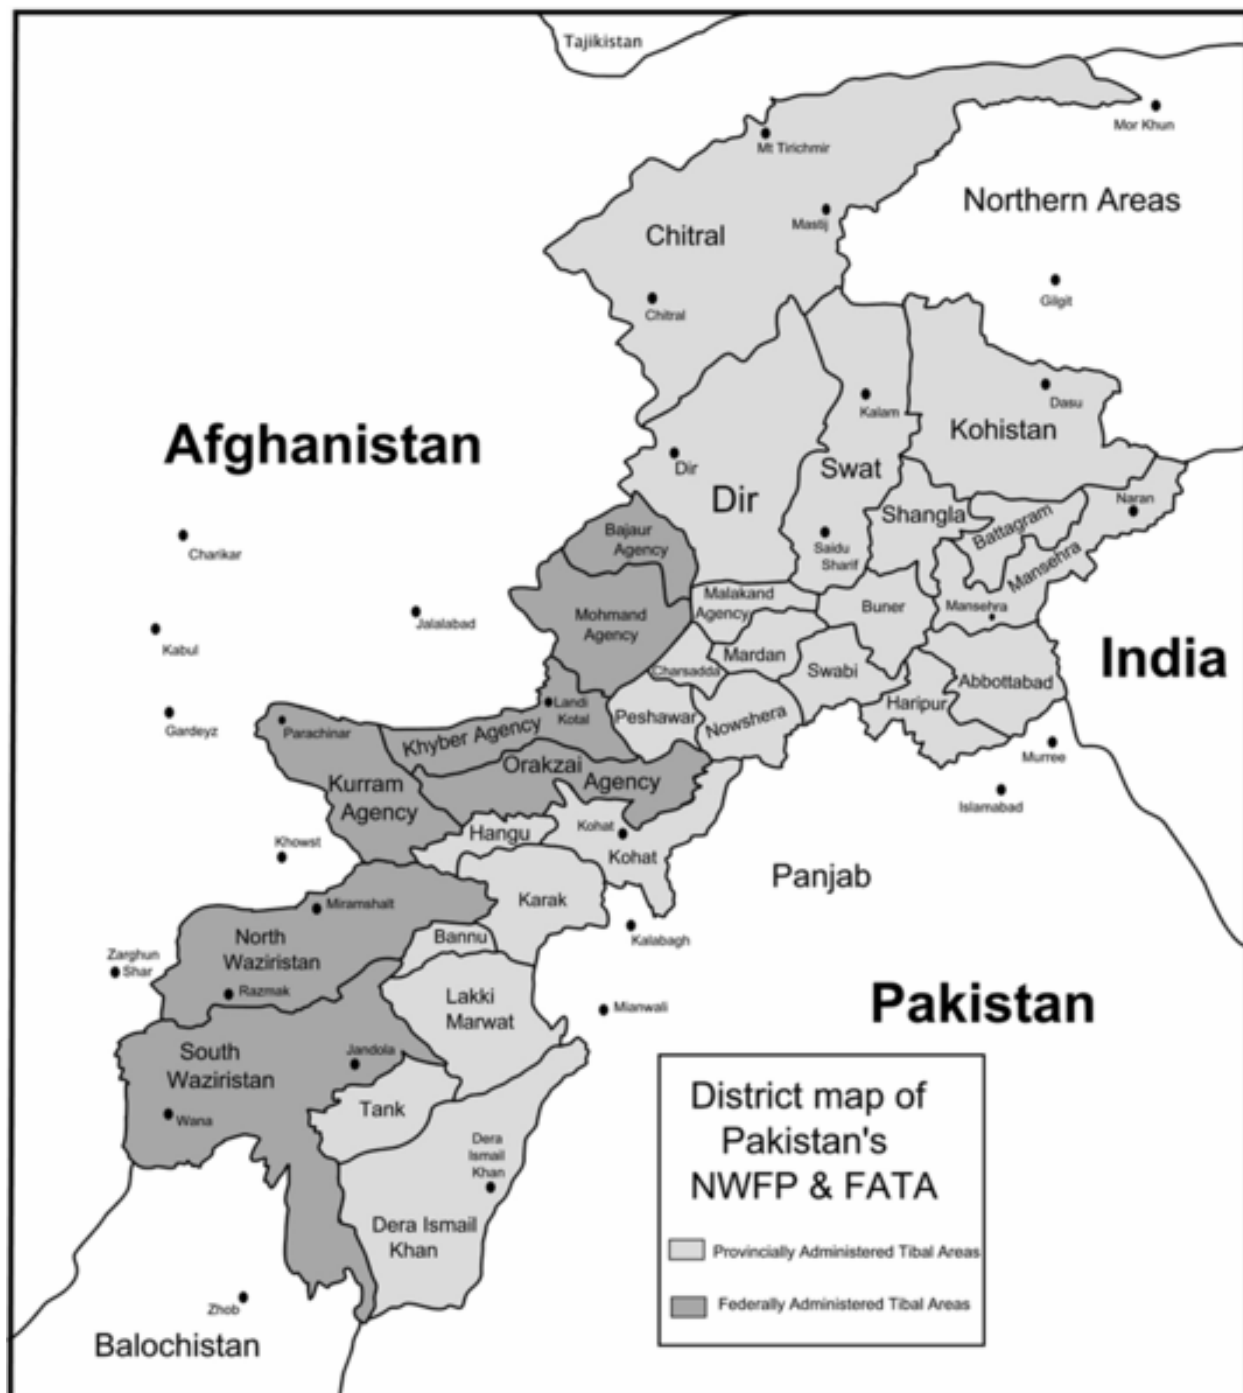 Tajikistan
Mor Khun
Mt Tirichmir
Northern Areas
Mastij
Chitral
Gilgit
Chitral
Dasu
Kalam
Kohistan
Afghanistan
Dir
Swat
Dir
Naran
Shangla
Battagram
Bajaur
Agency
Charikar
Saidu
Sharif
Mansehra
Malakand
Agency
Buner
Mansehra
Mohmand
Agency
Jalalabad
Kabul
India
Mardan
Charsadda
Swabi
Abbottabad
Haripur
Landi
Kotal
Peshawar
Nowshera
Gardeyz
Parachinar
Khyber Agency
Murree
Orakzai
Agency
Kurram
Agency
Islamabad
Kohat
Hangu
Khowst
Kohat
Panjab
Karak
Miramshalt
North
Waziristan
Bannu
Kalabagh
Zarghun
Shar
Razmak
Lakki
Marwat
Mianwali
Pakistan
South
Waziristan
Jandola
Wana
Tank
Dera
Ismail
Khan
Dera Ismail
Khan
Zhob
Balochistan
District map of
Pakistan's
NWFP & FATA
Provincially Administered Tibal Areas
Federally Administered Tibal Areas